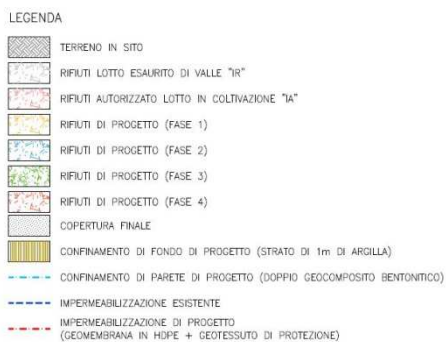 LEGENDA
TERRENO IN SITO
RIFIUTI LOTTO ESAURITO DI VALLE "IR"
RIFIUTI AUTORIZZATO LOTTO IN COLTIVAZIONE "IA"
RIFIUTI DI PROGETTO (FASE 1)
RIFIUTI DI PROGETTO (FASE 2)
RIFIUTI DI PROGETTO (FASE 3)
RIFIUTI DI PROGETTO (FASE 4)
COPERTURA FINALE
CONFINAMENTO DI FONDO DI PROGETTO (STRATO DI 1m DI ARGILLA)
CONFINAMENTO DI PARETE DI PROGETTO (DOPPIO GEOCOMPOSITO BENTONITICO)
IMPERMEABILIZZAZIONE ESISTENTE
IMPERMEABILIZZAZIONE DI PROGETTO
(GEOMEMBRANA IN HDPE + GEOTESSUTO DI PROTEZIONE)